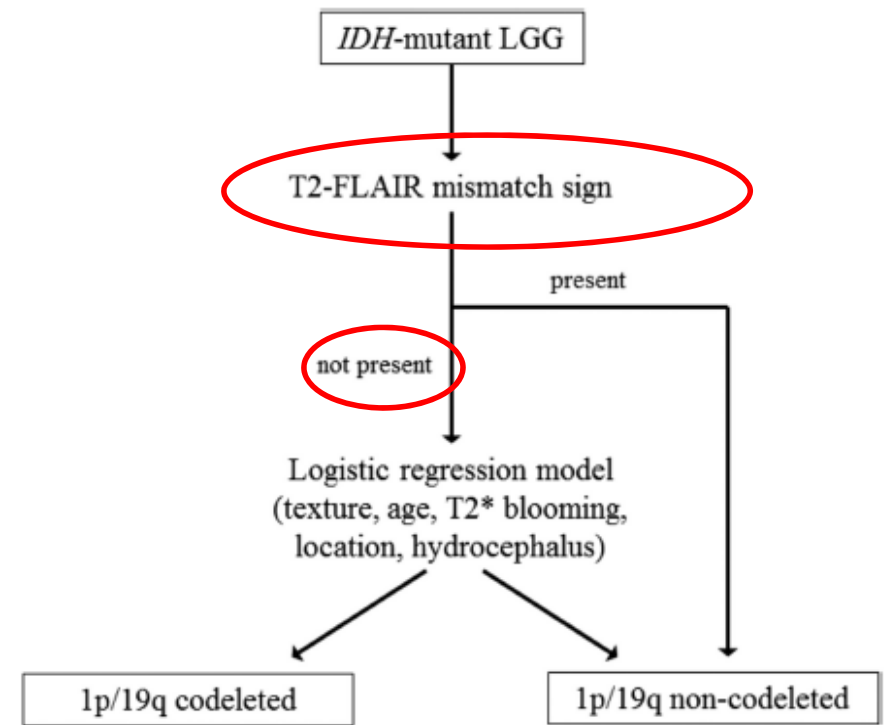 IDH-mutant LGG
T2-FLAIR mismatch sign
present
not present
Logistic regression model
(texture, age, T2* blooming,
location, hydrocephalus)
1p/19q codeleted
1p/19q non-codeleted